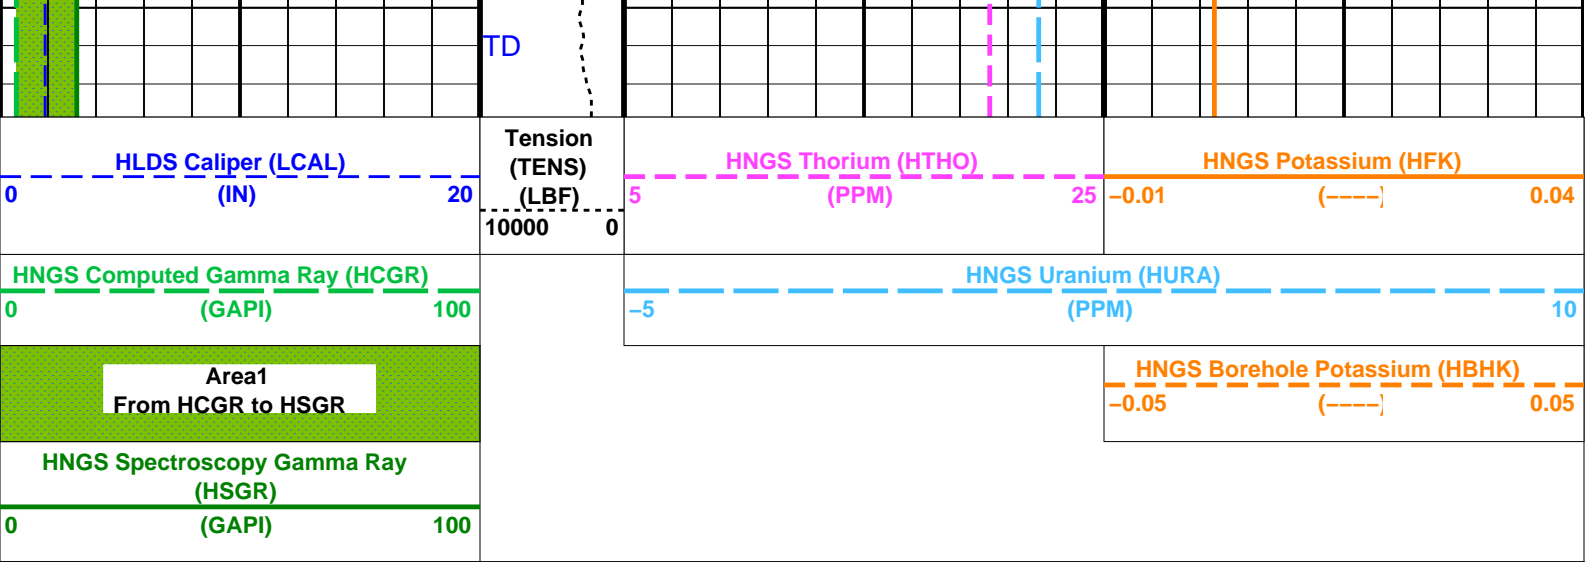 TD
HLDS Caliper (LCAL)
0 (IN) 20
Tension
(TENS)
(LBF)
10000 0
HNGS Thorium (HTHO)
5 (PPM) 25
HNGS Potassium (HFK)
−0.01 (−−−−) 0.04
HNGS Computed Gamma Ray (HCGR)
0 (GAPI) 100
HNGS Uranium (HURA)
−5 (PPM) 10
Area1
From HCGR to HSGR
HNGS Borehole Potassium (HBHK)
−0.05 (−−−−) 0.05
HNGS Spectroscopy Gamma Ray
(HSGR)
0 (GAPI) 100